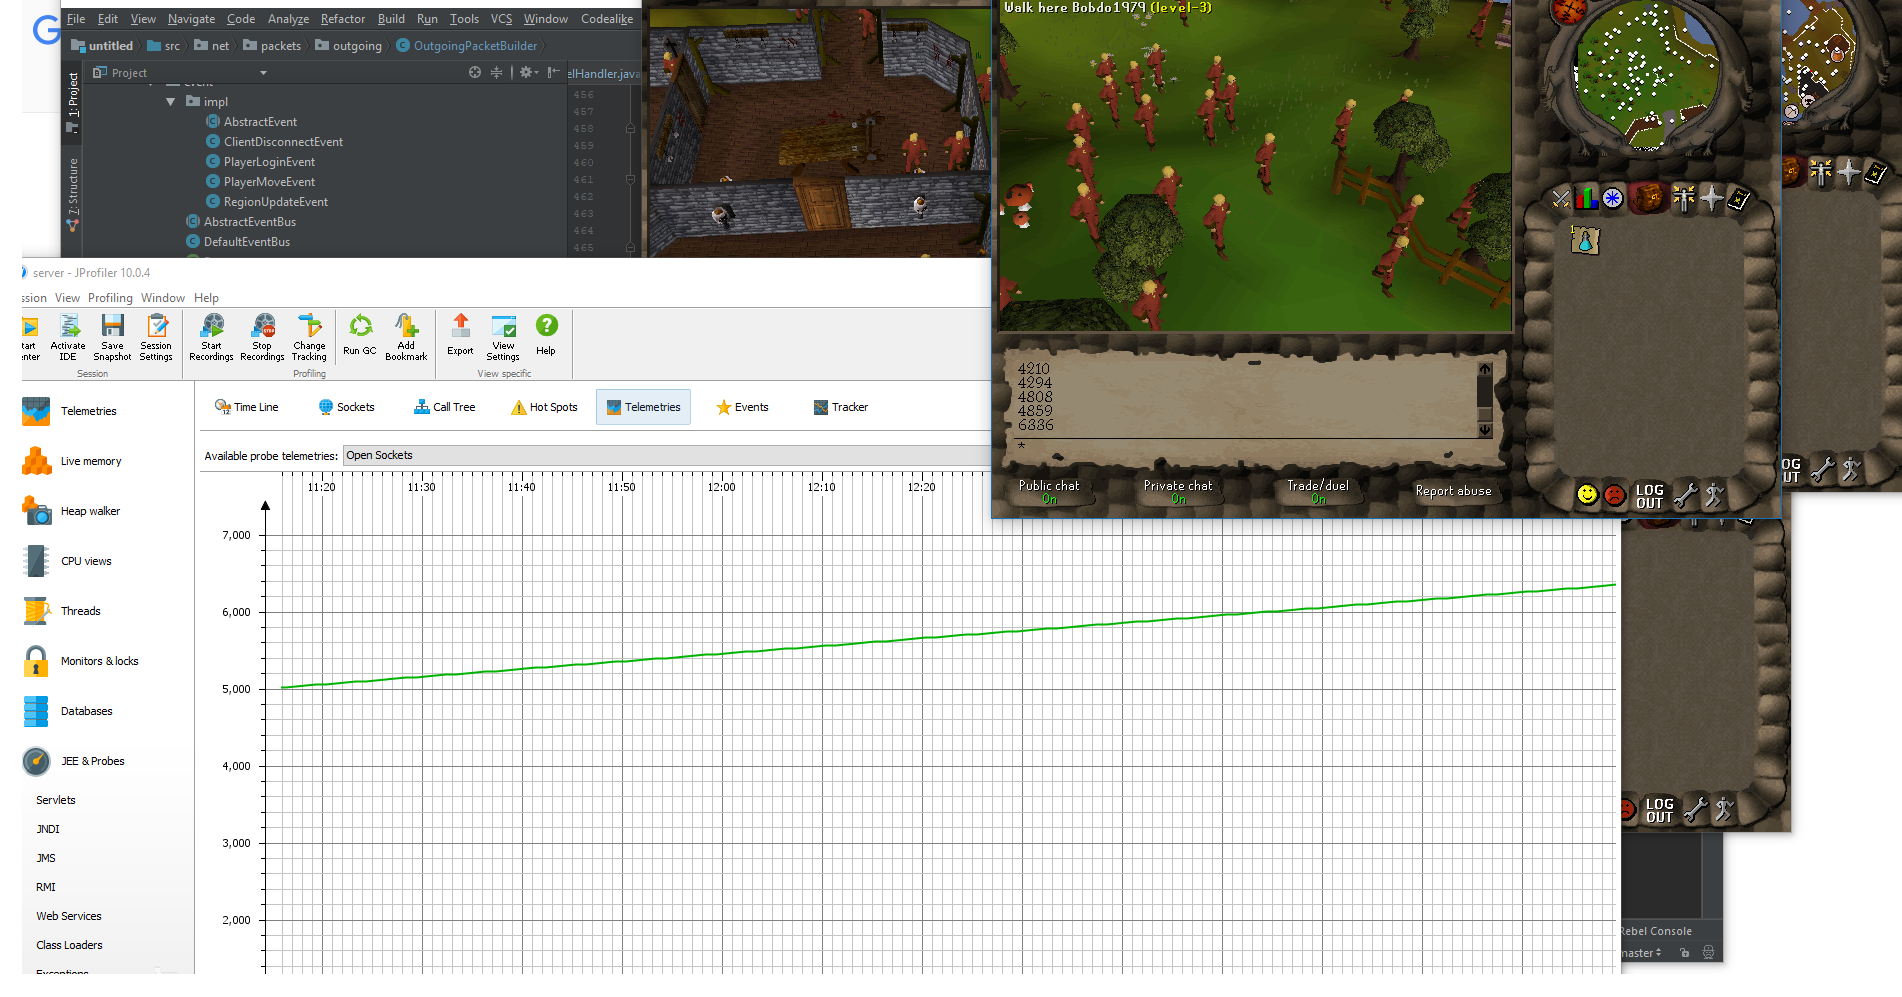 File Edit View Navigate Code Analyze Refactor Build Run Tools VCS Window Codealike
untitled src net packets outgoing OutgoingPacketBuilder
Project
elHandler.java
1: Project
Z: Structure
event
impl
AbstractEvent
ClientDisconnectEvent
PlayerLoginEvent
PlayerMoveEvent
RegionUpdateEvent
AbstractEventBus
DefaultEventBus
456
457
458
459
460
461
462
463
464
465
Walk here Bobdo1979 (level-3)
1
4210
4294
4808
4859
6336
*
Public chat
On
Private chat
On
Trade/duel
On
Report abuse
LOG
OUT
OG
UT
LOG
OUT
server - JProfiler 10.0.4
ssion View Profiling Window Help
tart
enter
Activate
IDE
Save
Snapshot
Session
Settings
Start
Recordings
Stop
Recordings
Change
Tracking
Run GC
Add
Bookmark
Export
View
Settings
Help
Session
Profiling
View specific
Telemetries
Live memory
Heap walker
CPU views
Threads
Monitors & locks
Databases
JEE & Probes
Servlets
JNDI
JMS
RMI
Web Services
Class Loaders
Exceptions
Time Line Sockets Call Tree Hot Spots Telemetries Events Tracker
Available probe telemetries: Open Sockets
11:20 11:30 11:40 11:50 12:00 12:10 12:20
7,000
6,000
5,000
4,000
3,000
2,000
Rebel Console
master